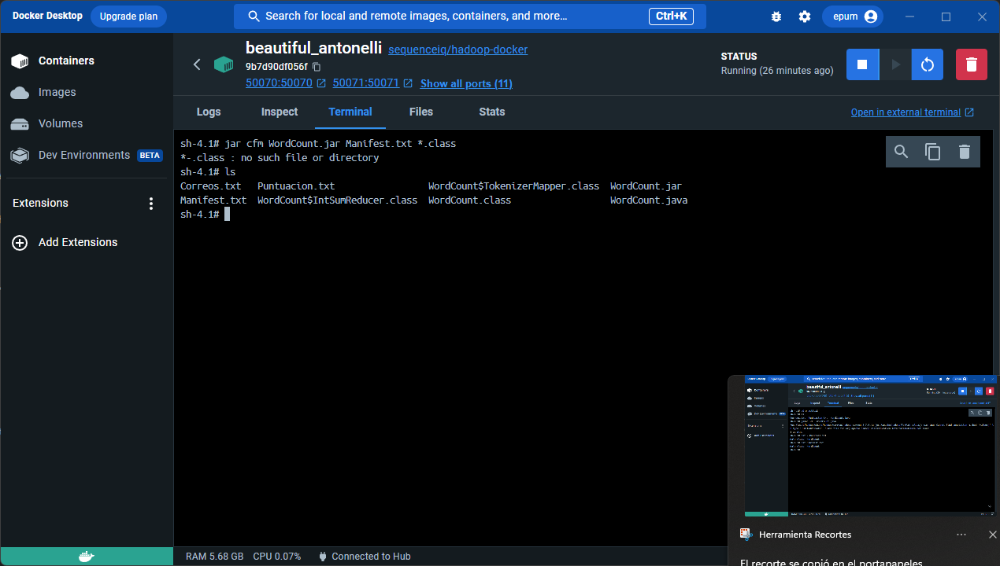 Docker Desktop Upgrade plan Search for local and remote images, containers, and more... Ctrl+K epum
Containers
Images
Volumes
Dev Environments BETA
Extensions
Add Extensions
beautiful_antonelli sequenceiq/hadoop-docker
9b7d90df056f
50070:50070 50071:50071 Show all ports (11)
STATUS
Running (26 minutes ago)
Logs Inspect Terminal Files Stats Open in external terminal
sh-4.1# jar cfm WordCount.jar Manifest.txt *.class
*-.class : no such file or directory
sh-4.1# ls
Correos.txt Puntuacion.txt WordCount$TokenizerMapper.class WordCount.jar
Manifest.txt WordCount$IntSumReducer.class WordCount.class WordCount.java
sh-4.1#
RAM 5.68 GB CPU 0.07% Connected to Hub
Herramienta Recortes
El recorte se copió en el portapapeles